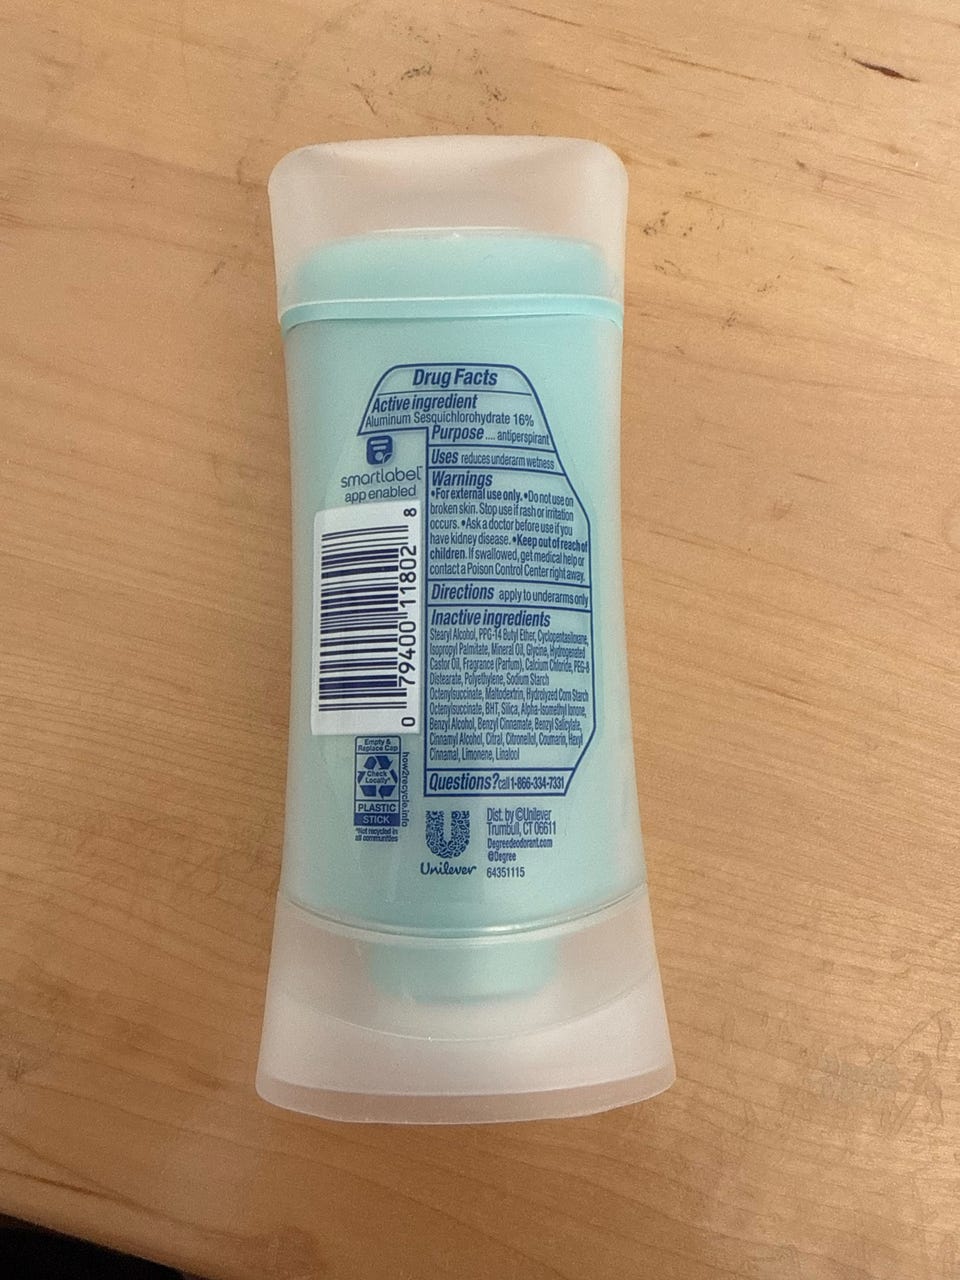 Drug Facts
Active ingredient
Aluminum Sesquichlorohydrate 16%
Purpose .... antiperspirant
Uses reduces underarm wetness
Warnings
•For external use only. •Do not use on
broken skin. Stop use if rash or irritation
occurs. •Ask a doctor before use if you
have kidney disease. •Keep out of reach of
children. If swallowed, get medical help or
contact a Poison Control Center right away.
Directions apply to underarms only
Inactive ingredients
Stearyl Alcohol, PPG-14 Butyl Ether, Cyclopentasiloxane,
Isopropyl Palmitate, Mineral Oil, Glycine, Hydrogenated
Castor Oil, Fragrance (Parfum), Calcium Chloride, PEG-8
Distearate, Polyethylene, Sodium Starch
Octenylsuccinate, Maltodextrin, Hydrolyzed Corn Starch
Octenylsuccinate, BHT, Silica, Alpha-Isomethyl Ionone,
Benzyl Alcohol, Benzyl Cinnamate, Benzyl Salicylate,
Cinnamyl Alcohol, Citral, Citronellol, Coumarin, Hexyl
Cinnamal, Limonene, Linalool
Questions? call 1-866-334-7331
smartlabel
app enabled
0 79400 11802 8
Empty &
Replace Cap
Check
Locally*
PLASTIC
STICK
*Not recycled in
all communities
how2recycle.info
Unilever
Dist. by ©Unilever
Trumbull, CT 06611
Degreedeodorant.com
@Degree
64351115